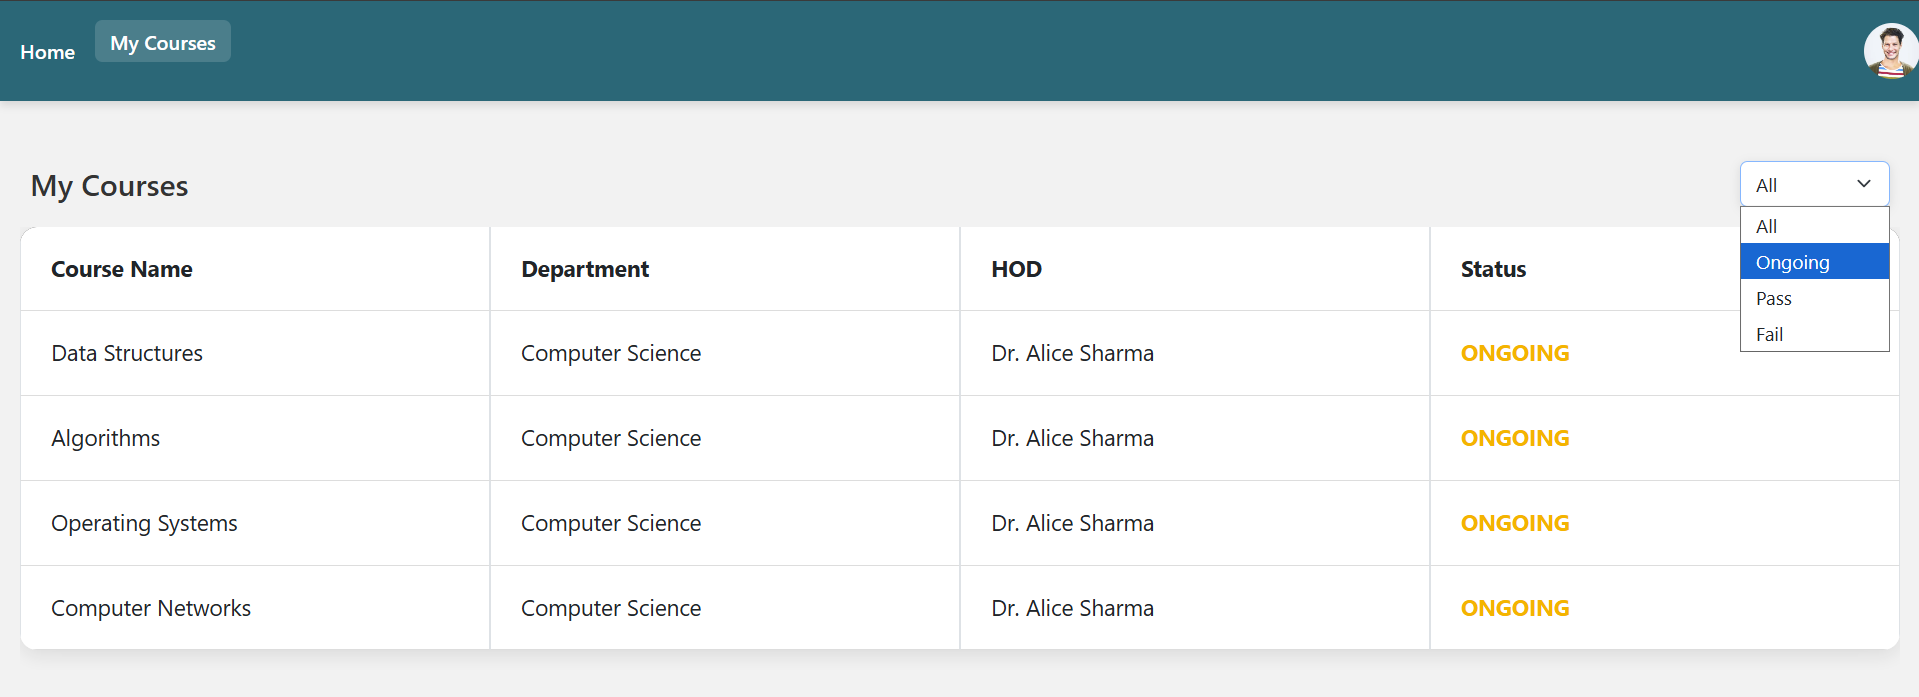 Home My Courses
My Courses
All
All
Ongoing
Pass
Fail
Course Name Department HOD Status
Data Structures Computer Science Dr. Alice Sharma ONGOING
Algorithms Computer Science Dr. Alice Sharma ONGOING
Operating Systems Computer Science Dr. Alice Sharma ONGOING
Computer Networks Computer Science Dr. Alice Sharma ONGOING